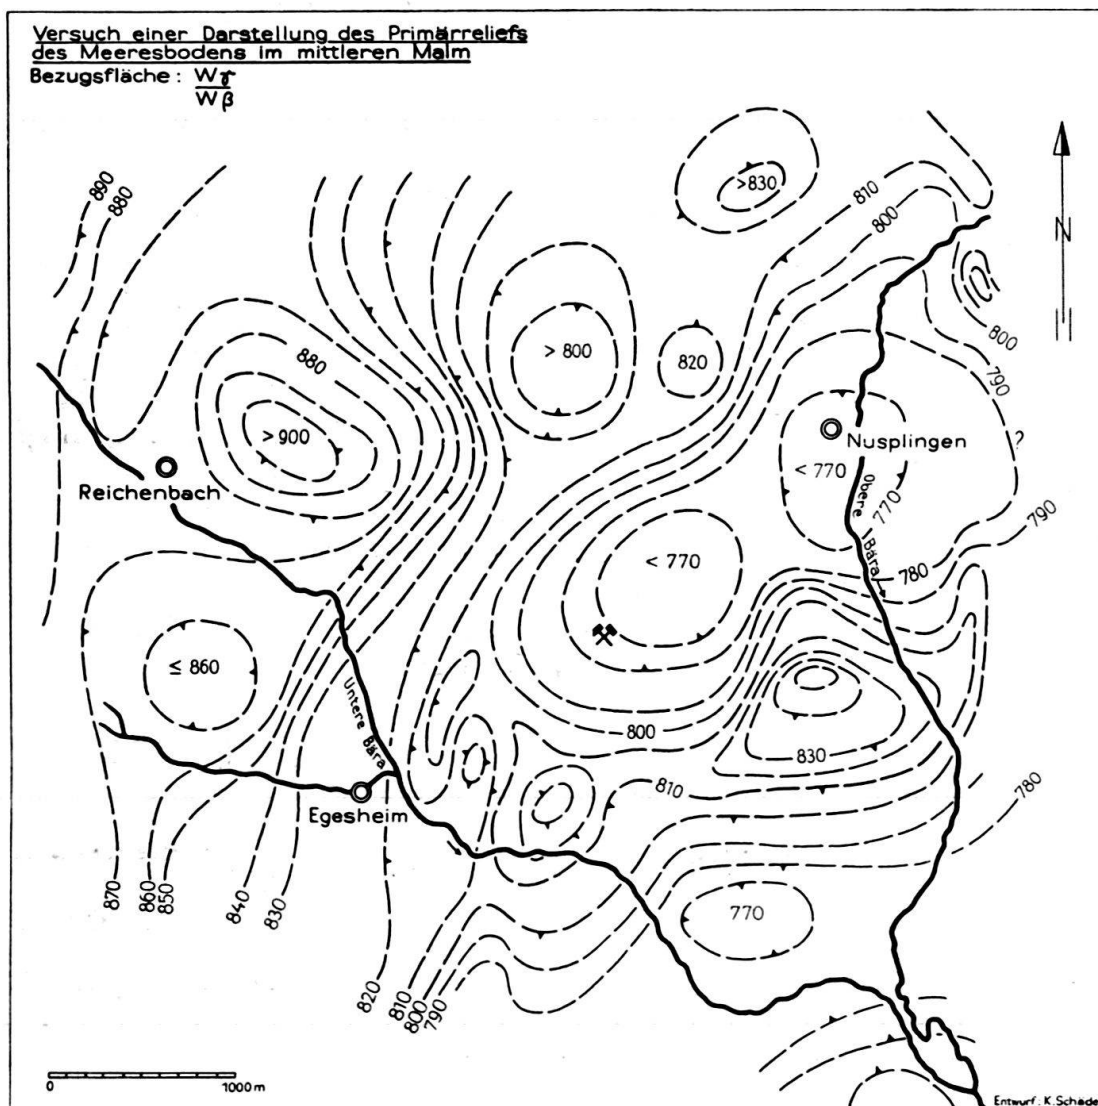 Versuch einer Darstellung des Primärreliefs
des Meeresbodens im mittleren Malm
Bezugsfläche : Wγ
Wβ
890
880
>830
810
800
N
> 800
820
880
800
790
> 900
Nusplingen
?
< 770
Obere
770
Reichenbach
790
Bära
< 770
780
≤ 860
Untere Bära
800
830
810
780
Egesheim
870
860
850
840
830
770
820
810
800
790
0 1000 m
Entwurf: K. Schäde